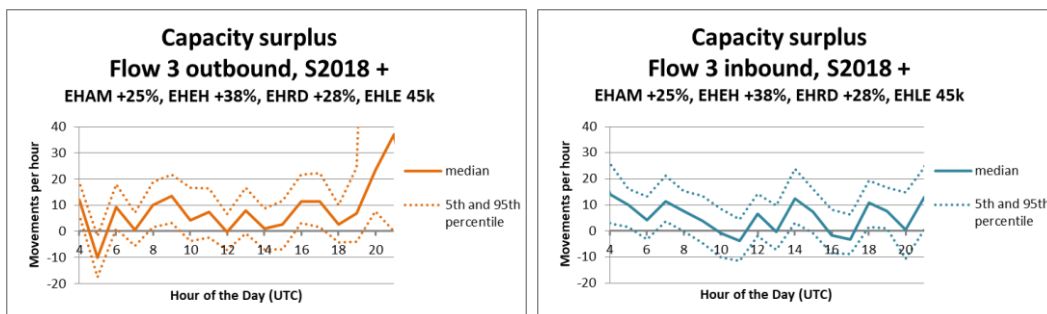 Capacity surplus
Flow 3 outbound, S2018 +
EHAM +25%, EHEH +38%, EHRD +28%, EHLE 45k
Movements per hour
40
30
20
10
0
-10
-20
4 6 8 10 12 14 16 18 20
Hour of the Day (UTC)
median
5th and 95th
percentile
Capacity surplus
Flow 3 inbound, S2018 +
EHAM +25%, EHEH +38%, EHRD +28%, EHLE 45k
Movements per hour
40
30
20
10
0
-10
-20
4 6 8 10 12 14 16 18 20
Hour of the Day (UTC)
median
5th and 95th
percentile